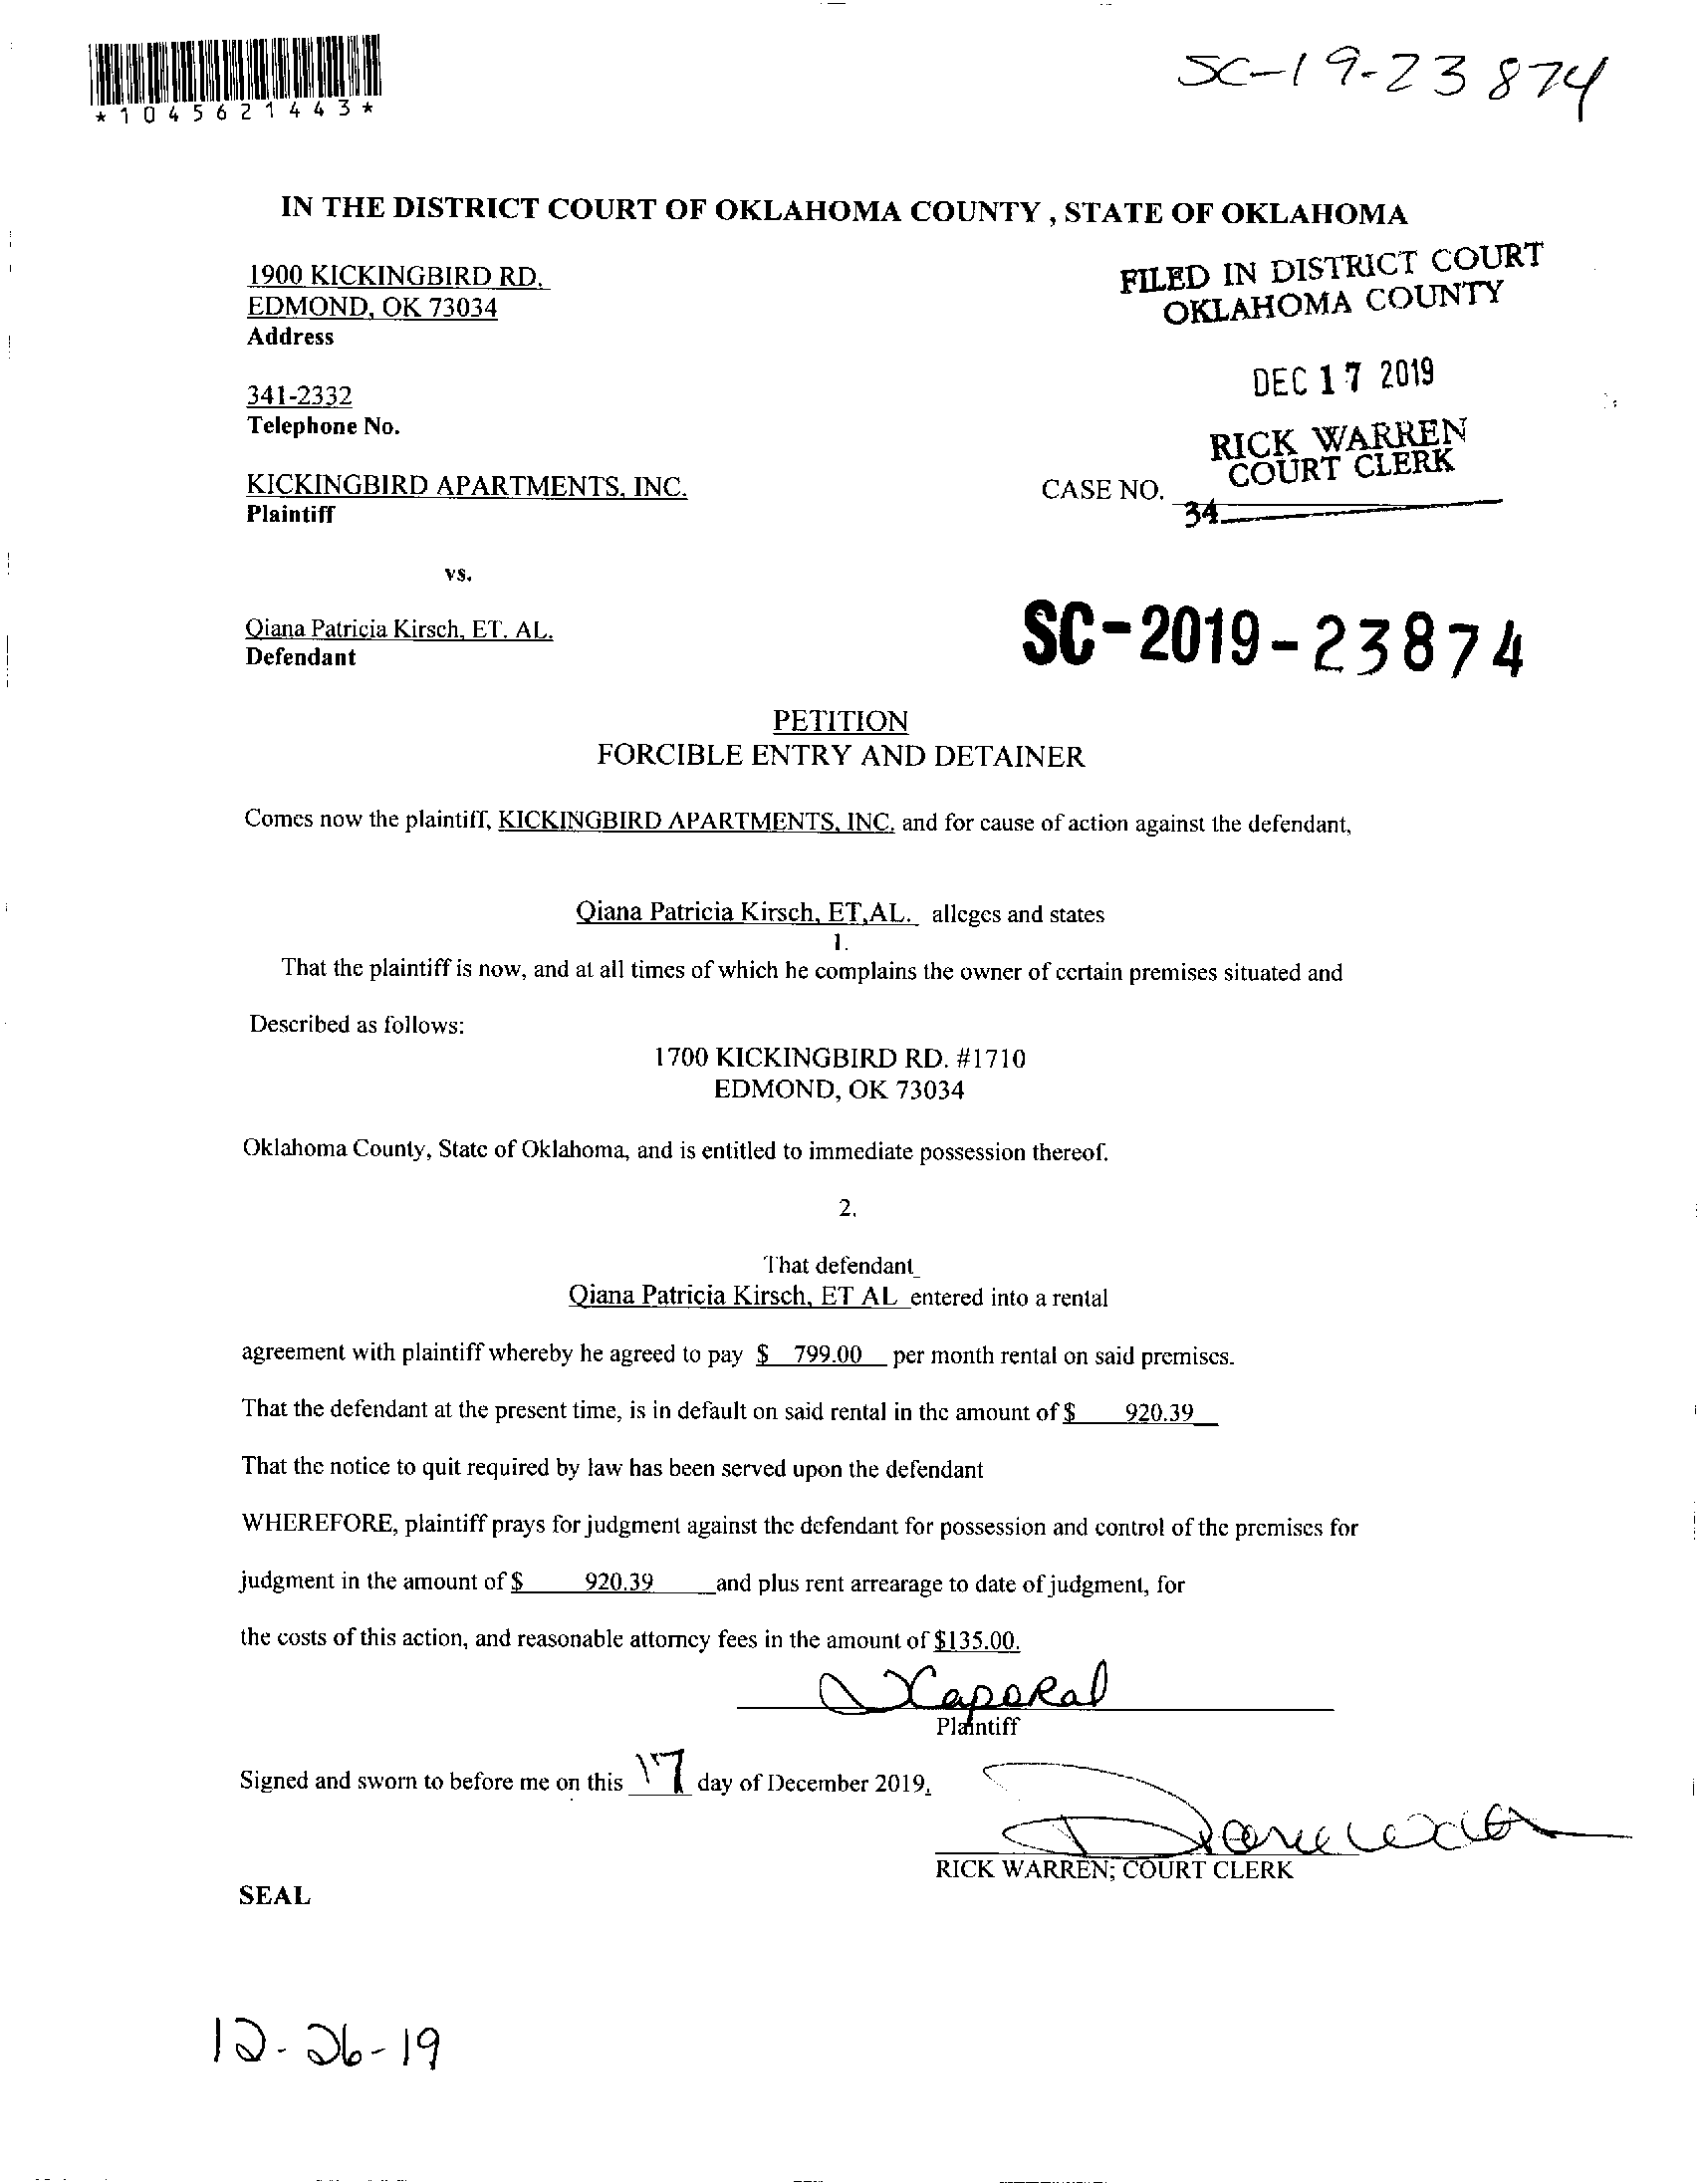 *1045621443*
SC-19-23874
IN THE DISTRICT COURT OF OKLAHOMA COUNTY , STATE OF OKLAHOMA
1900 KICKINGBIRD RD.
EDMOND, OK 73034
Address
FILED IN DISTRICT COURT
OKLAHOMA COUNTY
DEC 17 2019
341-2332
Telephone No.
RICK WARREN
COURT CLERK
KICKINGBIRD APARTMENTS, INC.
Plaintiff
CASE NO.
34
vs.
Qiana Patricia Kirsch, ET. AL.
Defendant
SC-2019-23874
PETITION
FORCIBLE ENTRY AND DETAINER
Comes now the plaintiff, KICKINGBIRD APARTMENTS, INC. and for cause of action against the defendant,
Qiana Patricia Kirsch, ET,AL. alleges and states
1.
That the plaintiff is now, and at all times of which he complains the owner of certain premises situated and
Described as follows:
1700 KICKINGBIRD RD. #1710
EDMOND, OK 73034
Oklahoma County, State of Oklahoma, and is entitled to immediate possession thereof.
2.
That defendant
Qiana Patricia Kirsch, ET AL entered into a rental
agreement with plaintiff whereby he agreed to pay $ 799.00 per month rental on said premises.
That the defendant at the present time, is in default on said rental in the amount of $ 920.39
That the notice to quit required by law has been served upon the defendant
WHEREFORE, plaintiff prays for judgment against the defendant for possession and control of the premises for
judgment in the amount of $ 920.39 and plus rent arrearage to date of judgment, for
the costs of this action, and reasonable attorney fees in the amount of $135.00.
Plaintiff
Signed and sworn to before me on this 17 day of December 2019.
RICK WARREN; COURT CLERK
SEAL
12-26-19